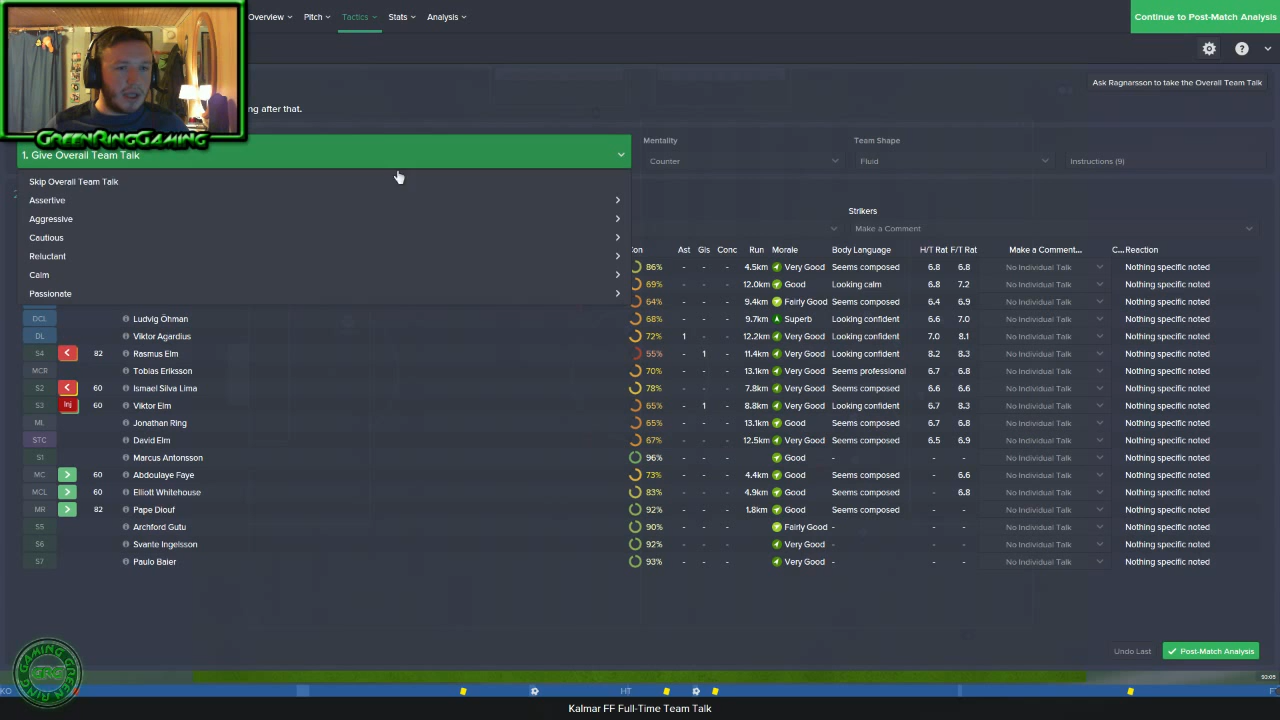 Overview Pitch Tactics Stats Analysis Continue to Post-Match Analysis
Ask Ragnarsson to take the Overall Team Talk
ng after that.
GREENRINGGAMING
1. Give Overall Team Talk
Mentality Team Shape
Counter Fluid Instructions (9)
Skip Overall Team Talk
Assertive
Aggressive
Cautious
Reluctant
Calm
Passionate
Strikers
Make a Comment
Con Ast Gls Conc Run Morale Body Language H/T Rat F/T Rat Make a Comment... C... Reaction
86% - - - 4.5km Very Good Seems composed 6.8 6.8 No Individual Talk Nothing specific noted
69% - - - 12.0km Good Looking calm 6.8 7.2 No Individual Talk Nothing specific noted
64% - - - 9.4km Fairly Good Seems composed 6.4 6.9 No Individual Talk Nothing specific noted
DCL Ludvig Öhman 68% - - - 9.7km Superb Looking confident 6.6 7.0 No Individual Talk Nothing specific noted
DL Viktor Agardius 72% 1 - - 12.2km Very Good Looking confident 7.0 8.1 No Individual Talk Nothing specific noted
S4 82 Rasmus Elm 55% - 1 - 11.4km Very Good Looking confident 8.2 8.3 No Individual Talk Nothing specific noted
MCR Tobias Eriksson 70% - - - 13.1km Very Good Seems professional 6.7 6.8 No Individual Talk Nothing specific noted
S2 60 Ismael Silva Lima 78% - - - 7.8km Very Good Seems composed 6.6 6.6 No Individual Talk Nothing specific noted
S3 Inj 60 Viktor Elm 65% - 1 - 8.8km Very Good Looking confident 6.7 8.3 No Individual Talk Nothing specific noted
ML Jonathan Ring 65% - - - 13.1km Good Seems composed 6.7 6.8 No Individual Talk Nothing specific noted
STC David Elm 67% - - - 12.5km Very Good Seems composed 6.5 6.9 No Individual Talk Nothing specific noted
S1 Marcus Antonsson 96% - - - Good - - - No Individual Talk Nothing specific noted
MC 60 Abdoulaye Faye 73% - - - 4.4km Good Seems composed 6.6 No Individual Talk Nothing specific noted
MCL 60 Elliott Whitehouse 83% - - - 4.9km Good Seems composed - 6.8 No Individual Talk Nothing specific noted
MR 82 Pape Diouf 92% - - - 1.8km Good Seems composed - - No Individual Talk Nothing specific noted
S5 Archford Gutu 90% - - - Fairly Good - - - No Individual Talk Nothing specific noted
S6 Svante Ingelsson 92% - - - Very Good - - - No Individual Talk Nothing specific noted
S7 Paulo Baier 93% - - - Very Good - - - No Individual Talk Nothing specific noted
GREEN RING GAMING
GRG
Undo Last Post-Match Analysis
KO HT F
Kalmar FF Full-Time Team Talk